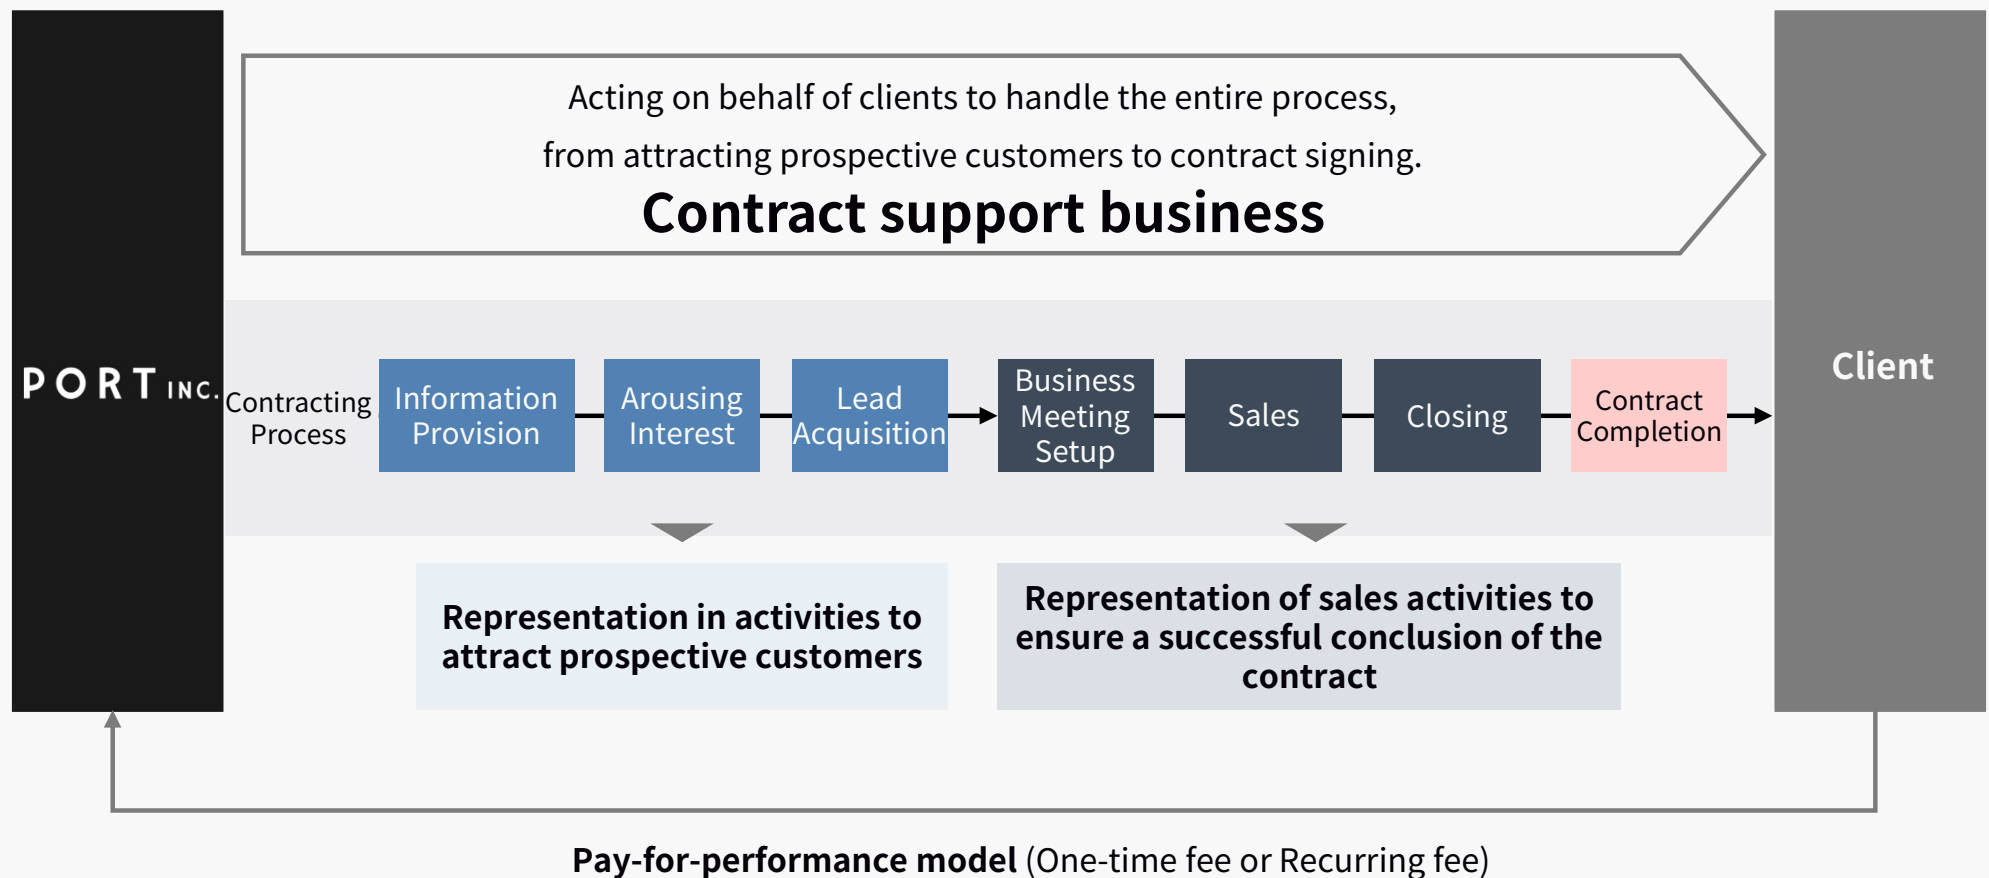 Acting on behalf of clients to handle the entire process,
from attracting prospective customers to contract signing.
Contract support business
PORT INC.
Contracting
Process
Information
Provision
Arousing
Interest
Lead
Acquisition
Business
Meeting
Setup
Sales
Closing
Contract
Completion
Client
Representation in activities to
attract prospective customers
Representation of sales activities to
ensure a successful conclusion of the
contract
Pay-for-performance model (One-time fee or Recurring fee)